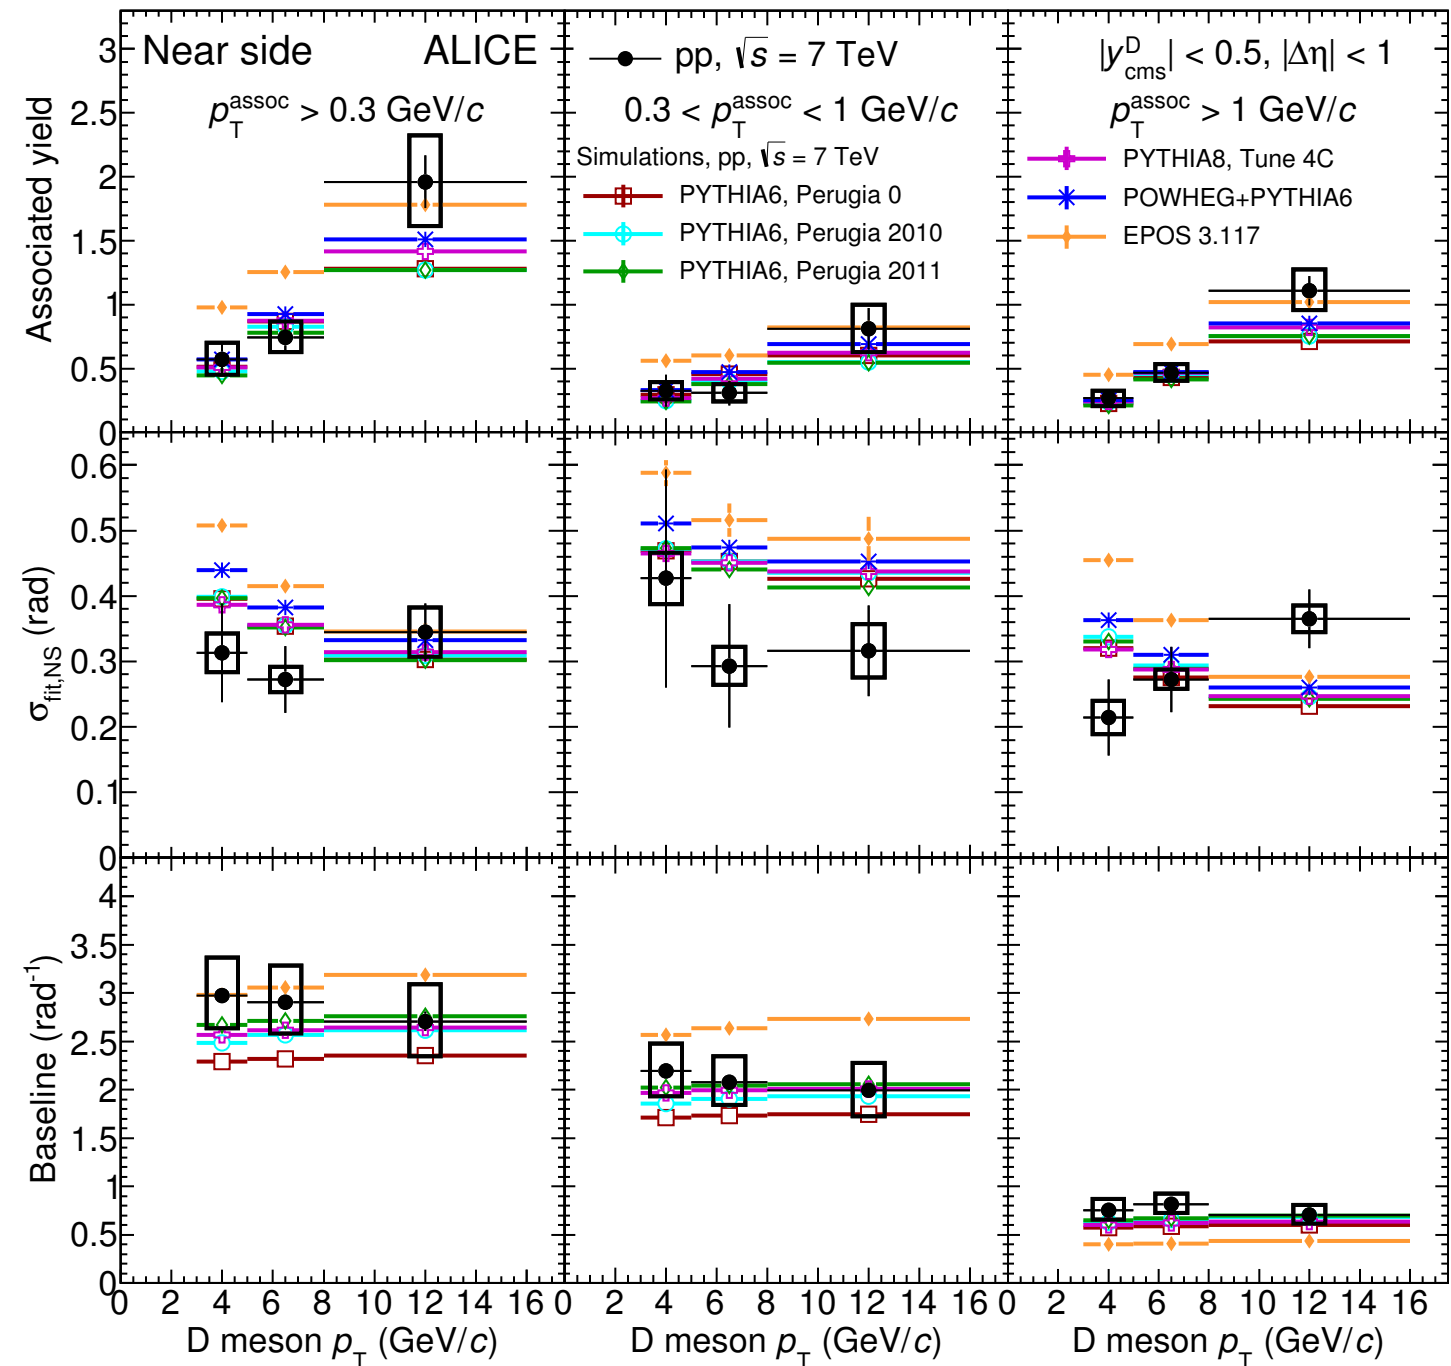 Near side ALICE
p_T^assoc > 0.3 GeV/c
pp, √s = 7 TeV
0.3 < p_T^assoc < 1 GeV/c
Simulations, pp, √s = 7 TeV
PYTHIA6, Perugia 0
PYTHIA6, Perugia 2010
PYTHIA6, Perugia 2011
|y_cms^D| < 0.5, |Δη| < 1
p_T^assoc > 1 GeV/c
PYTHIA8, Tune 4C
POWHEG+PYTHIA6
EPOS 3.117
Associated yield
3
2.5
2
1.5
1
0.5
0
σ_fit,NS (rad)
0.6
0.5
0.4
0.3
0.2
0.1
0
Baseline (rad^-1)
4
3.5
3
2.5
2
1.5
1
0.5
0
0 2 4 6 8 10 12 14 16 0 2 4 6 8 10 12 14 16 0 2 4 6 8 10 12 14 16
D meson p_T (GeV/c) D meson p_T (GeV/c) D meson p_T (GeV/c)